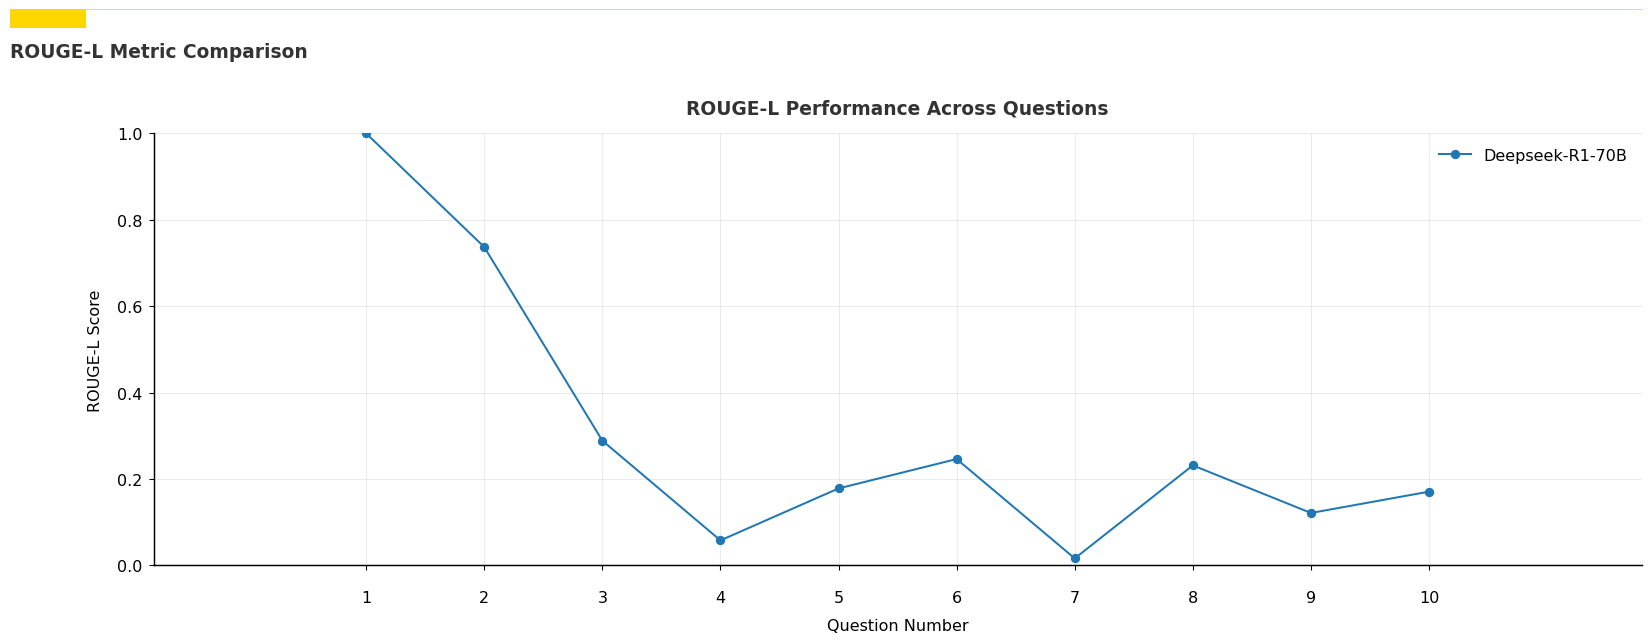 ROUGE-L Metric Comparison
ROUGE-L Performance Across Questions
1.0
0.8
0.6
0.4
0.2
0.0
ROUGE-L Score
Deepseek-R1-70B
1 2 3 4 5 6 7 8 9 10
Question Number